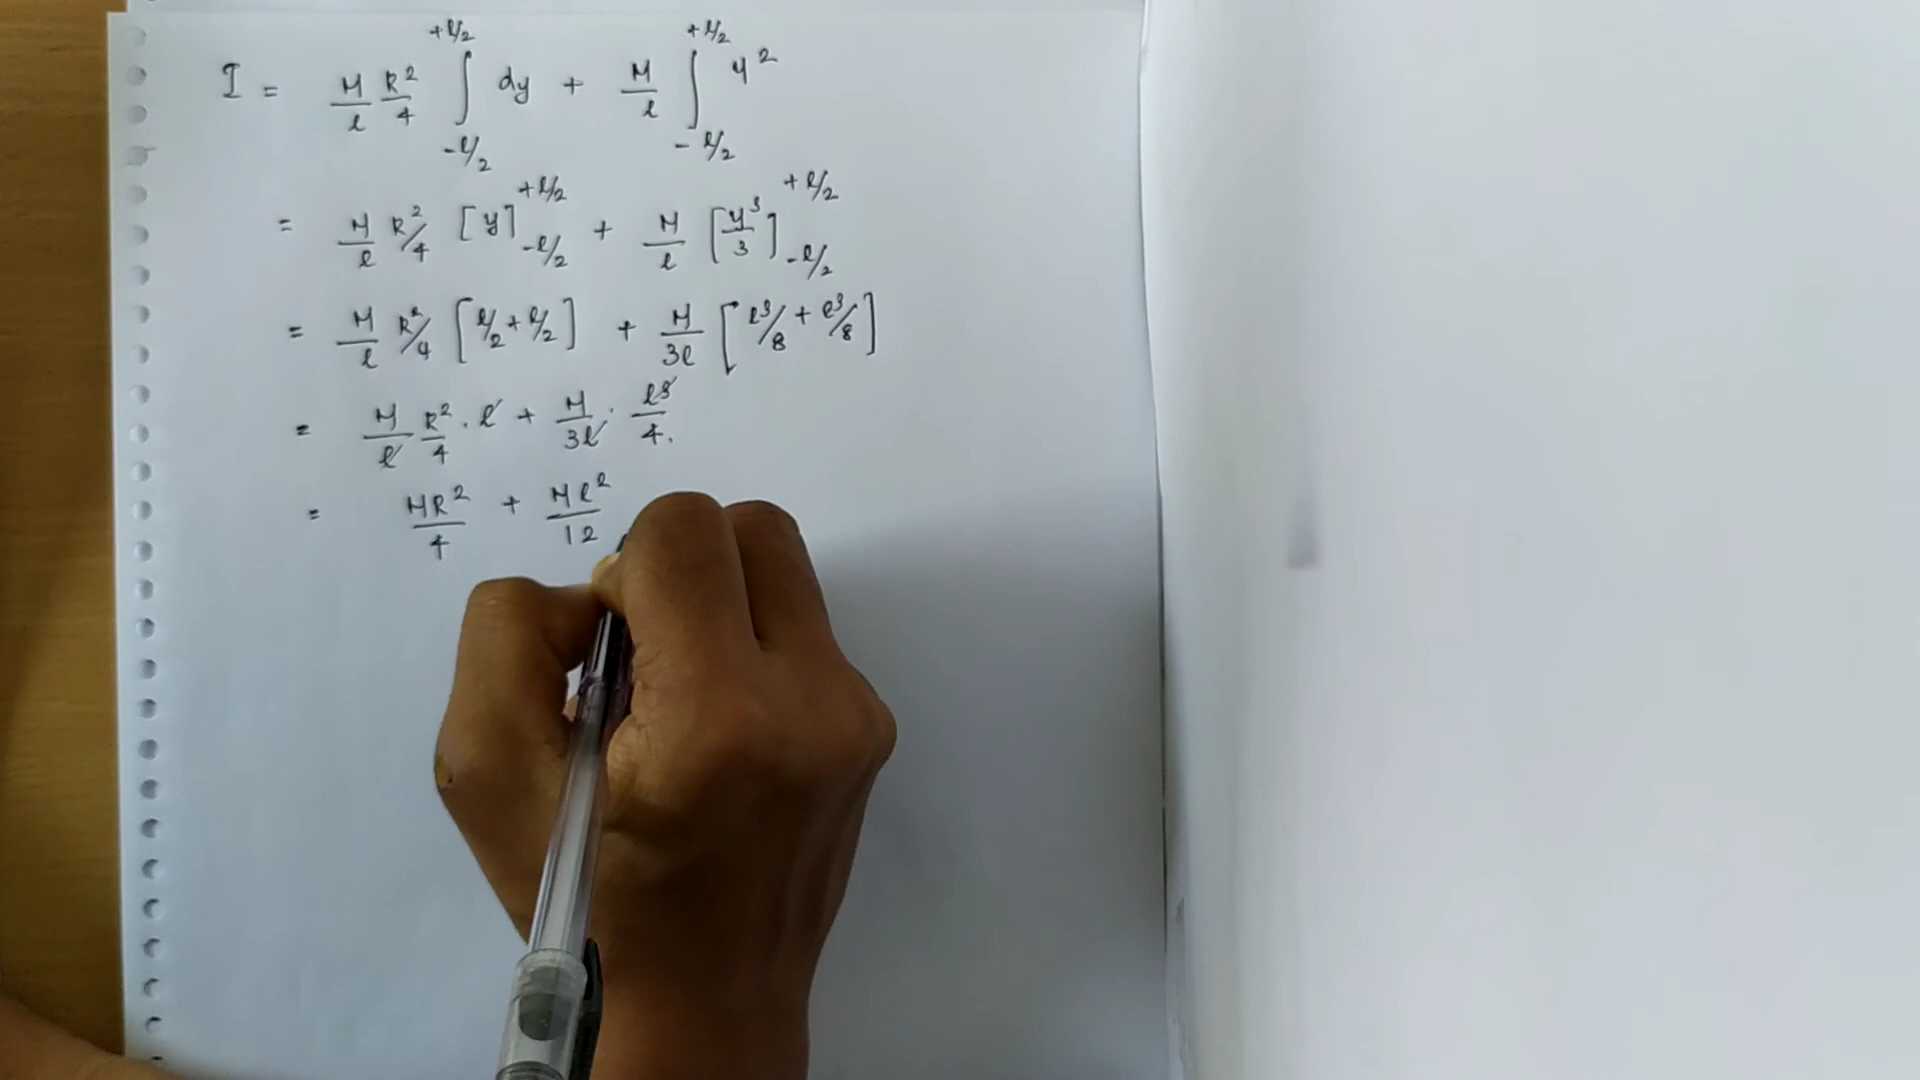 I = M/l R²/4 ∫_{-l/2}^{+l/2} dy + M/l ∫_{-l/2}^{+l/2} y²
= M/l R²/4 [y]_{-l/2}^{+l/2} + M/l [y³/3]_{-l/2}^{+l/2}
= M/l R²/4 [l/2 + l/2] + M/3l [l³/8 + l³/8]
= M/l R²/4 . l + M/3l . l³/4.
= MR²/4 + Ml²/12